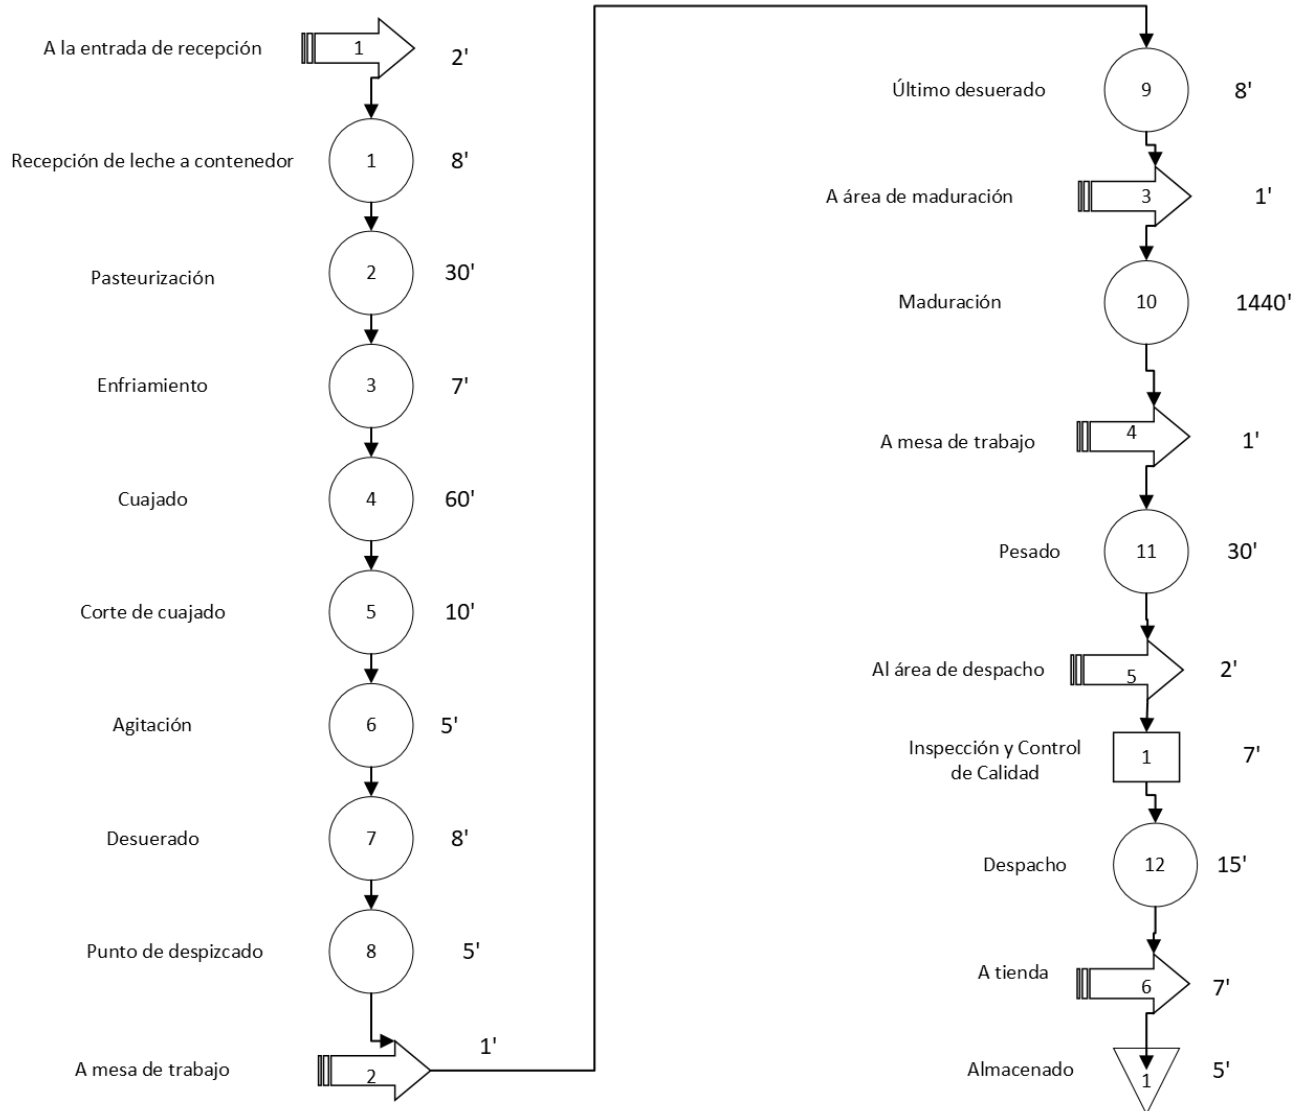 A la entrada de recepción 1 2'
Recepción de leche a contenedor 1 8'
Pasteurización 2 30'
Enfriamiento 3 7'
Cuajado 4 60'
Corte de cuajado 5 10'
Agitación 6 5'
Desuerado 7 8'
Punto de despizcado 8 5'
A mesa de trabajo 2 1'
Último desuerado 9 8'
A área de maduración 3 1'
Maduración 10 1440'
A mesa de trabajo 4 1'
Pesado 11 30'
Al área de despacho 5 2'
Inspección y Control
de Calidad 1 7'
Despacho 12 15'
A tienda 6 7'
Almacenado 1 5'